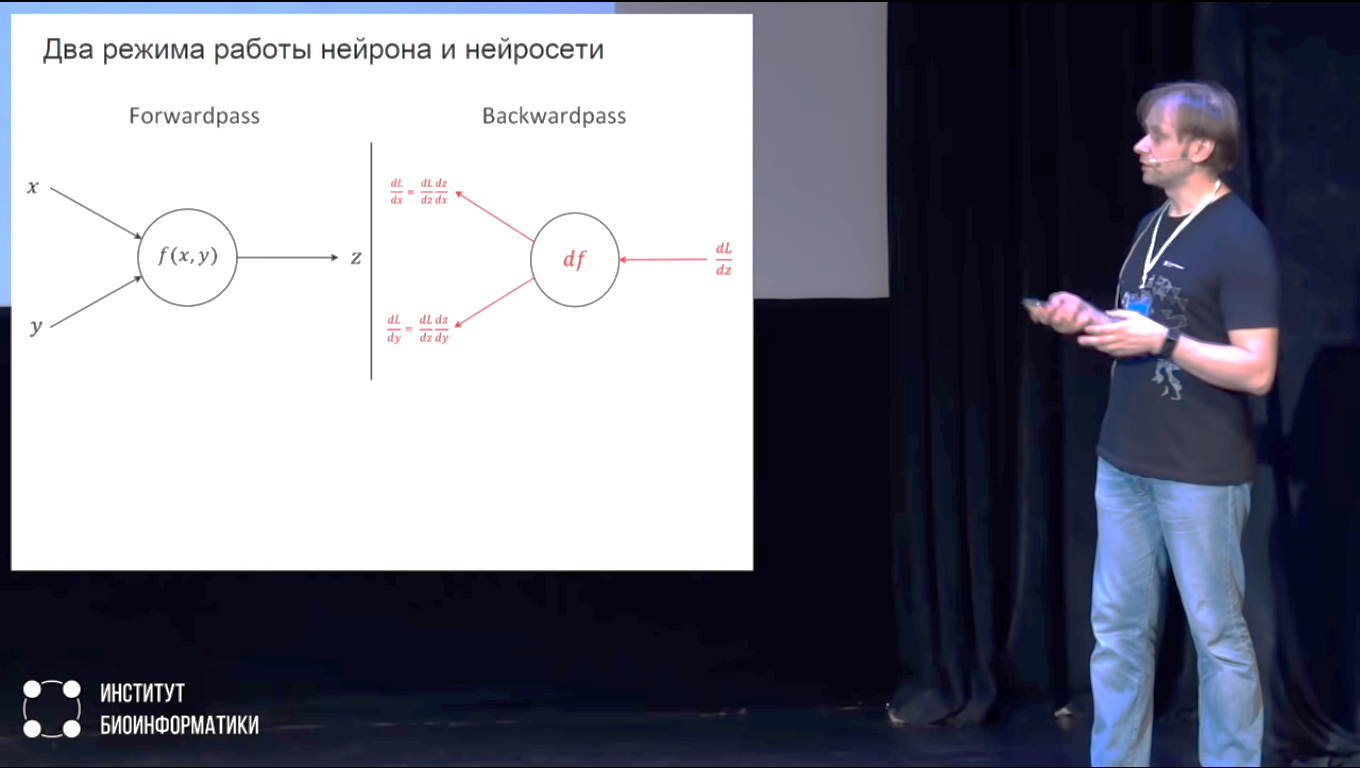 Два режима работы нейрона и нейросети
Forwardpass
Backwardpass
x
y
f(x,y)
z
dL/dx = dL/dz dz/dx
dL/dy = dL/dz dz/dy
df
dL/dz
ИНСТИТУТ
БИОИНФОРМАТИКИ